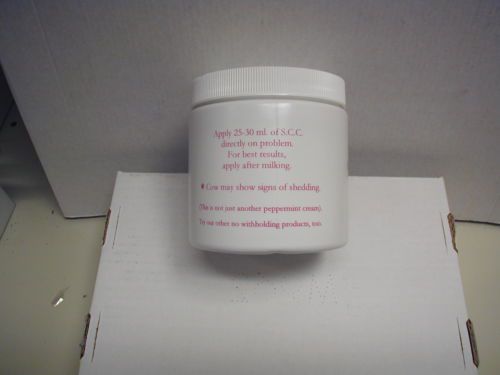 Apply 25-30 ml. of S.C.C.
directly on problem.
For best results,
apply after milking.
* Cow may show signs of shedding.
(This is not just another peppermint cream).
Try our other no withholding products, too.